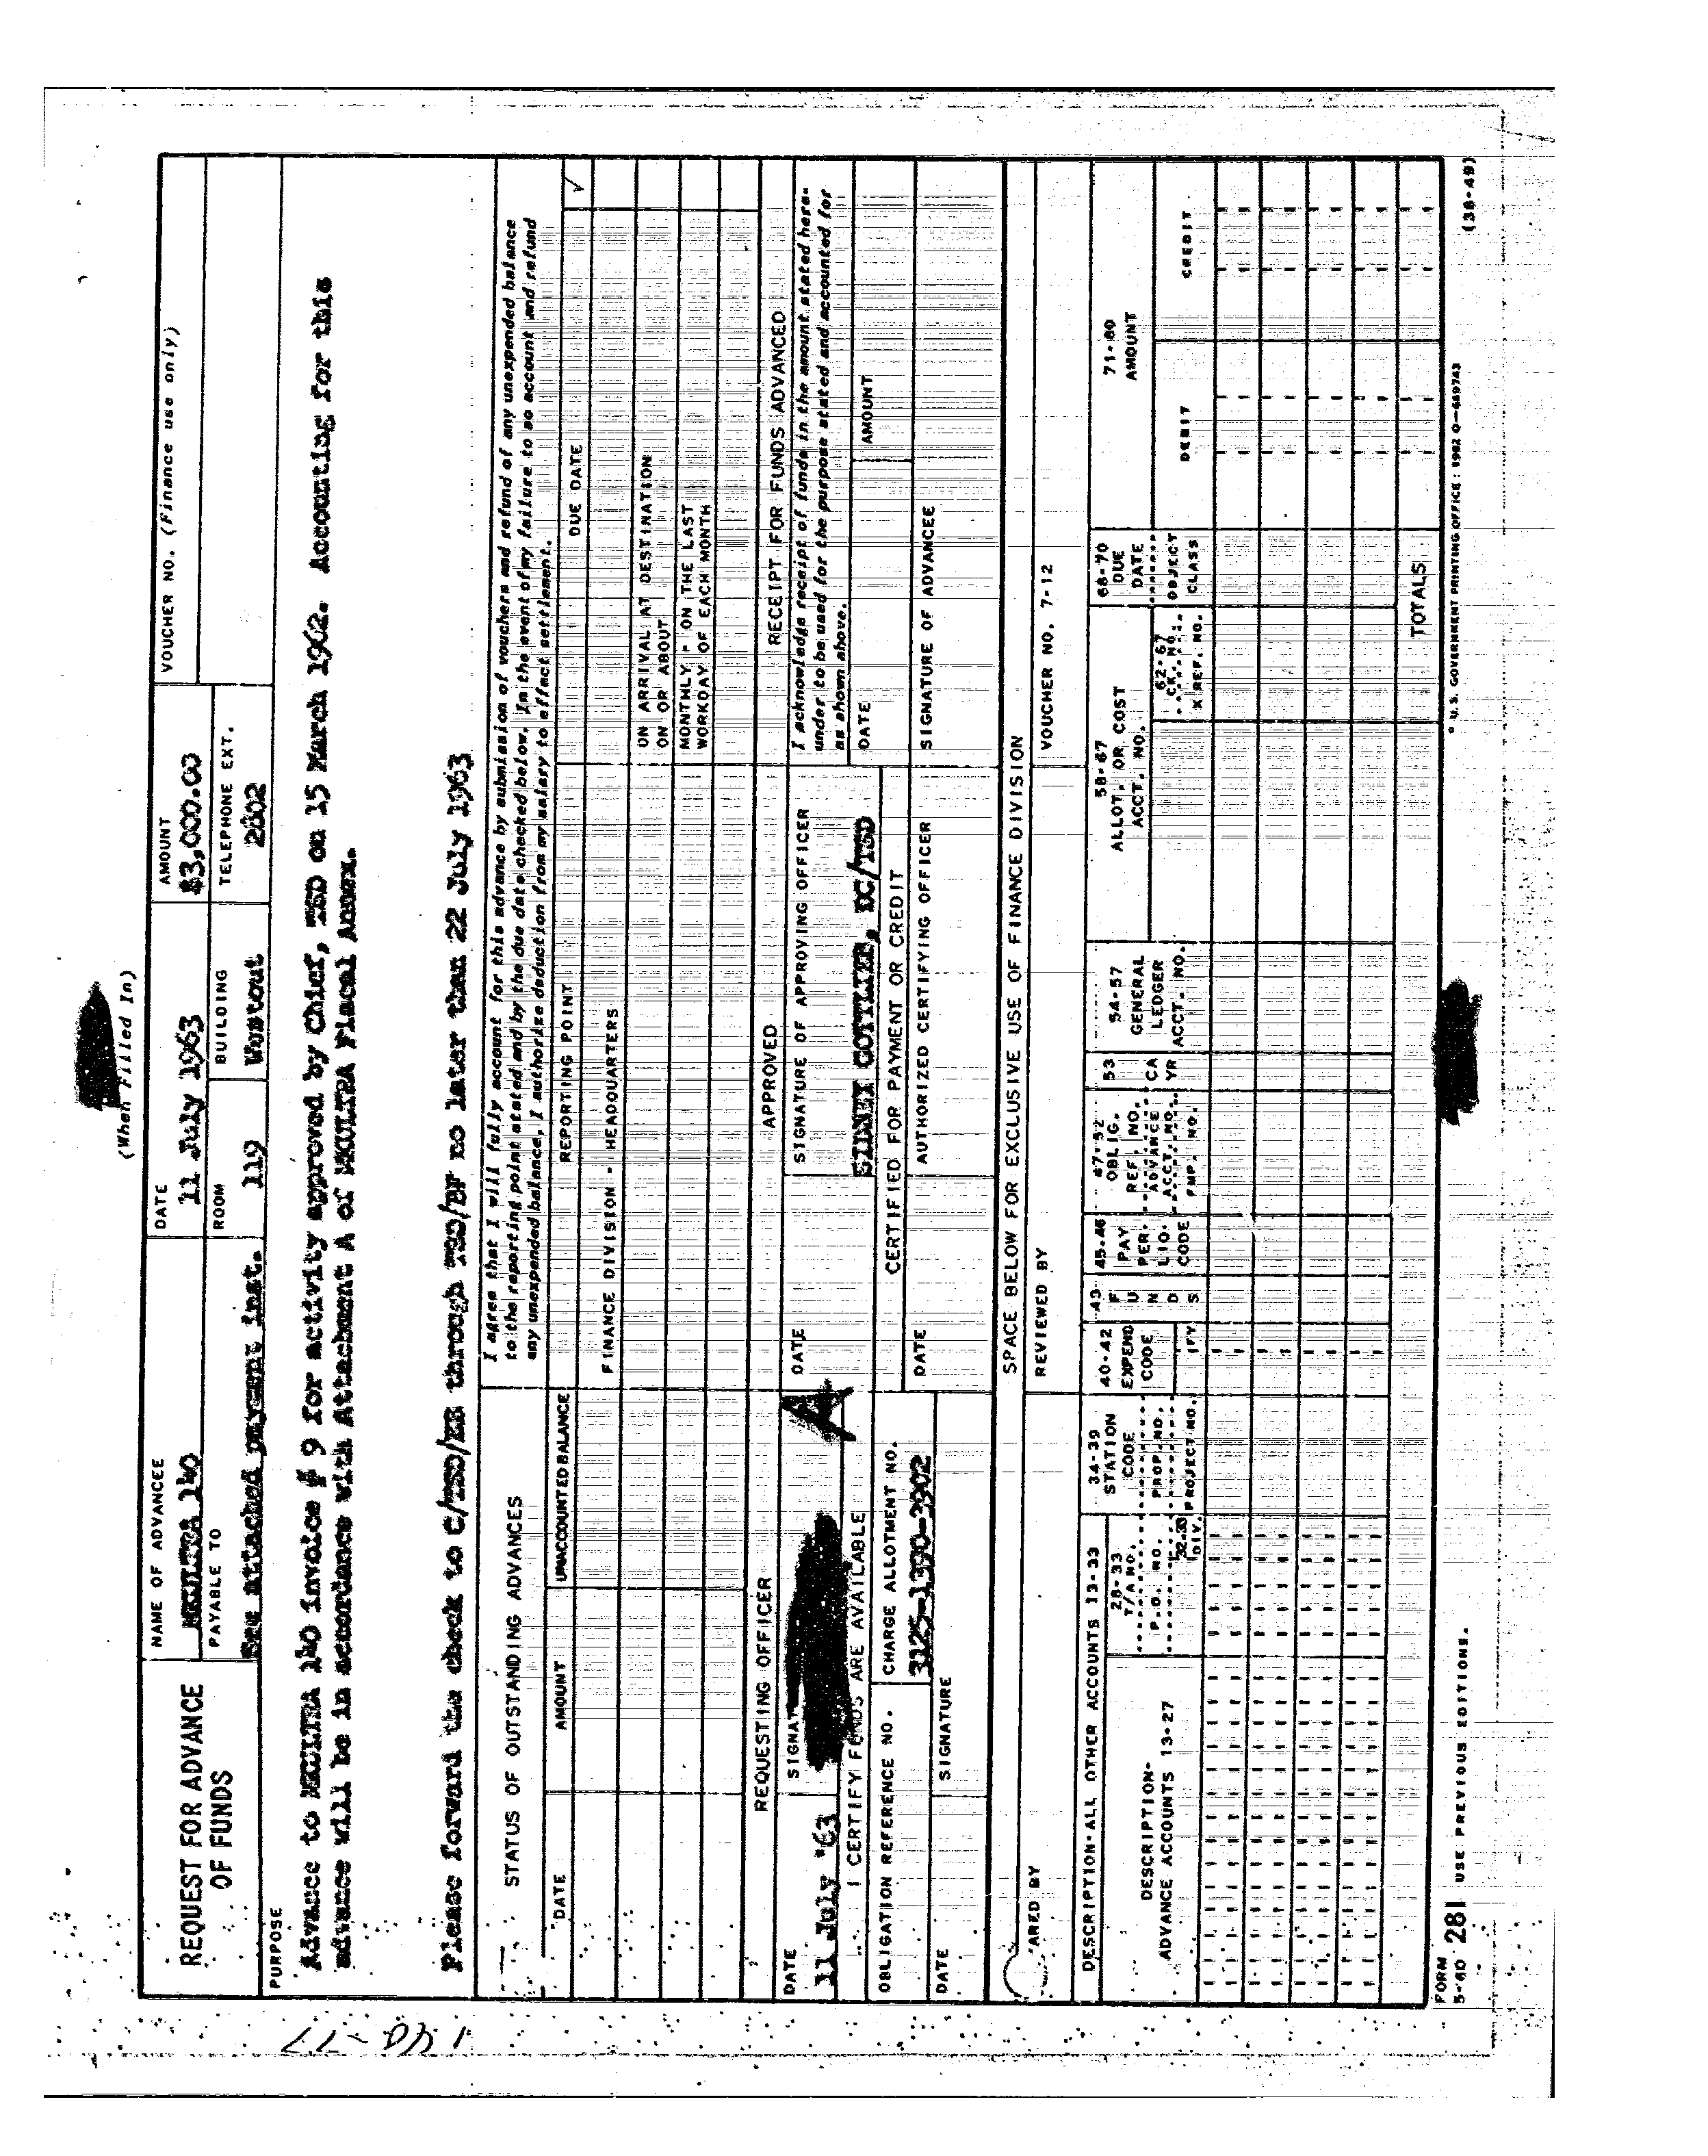 (When Filled In)
REQUEST FOR ADVANCE
OF FUNDS
NAME OF ADVANCEE
MKULTRA 140
DATE
11 July 1963
AMOUNT
$3,000.00
VOUCHER NO. (Finance use only)
PAYABLE TO
See attached payment inst.
ROOM
119
BUILDING
TELEPHONE EXT.
2802
PURPOSE
Advance to MKULTRA 140 Invoice # 9 for activity approved by Chief, TSD on 15 March 1962. Accounting for this
advance will be in accordance with Attachment A of MKULTRA Fiscal Annex.
Please forward the check to C/TSD/BB through TSD/BF no later than 22 July 1963
STATUS OF OUTSTANDING ADVANCES
I agree that I will fully account for this advance by submission of vouchers and refund of any unexpended balance
to the reporting point stated and by the due date checked below. In the event of my failure to so account and refund
any unexpended balance, I authorize deduction from my salary to effect settlement.
DATE
AMOUNT
UNACCOUNTED BALANCE
REPORTING POINT
DUE DATE
✓
FINANCE DIVISION - HEADQUARTERS
ON ARRIVAL AT DESTINATION
ON OR ABOUT
MONTHLY - ON THE LAST
WORKDAY OF EACH MONTH
REQUESTING OFFICER
APPROVED
RECEIPT FOR FUNDS ADVANCED
DATE
11 July '63
SIGNAT
DATE
SIGNATURE OF APPROVING OFFICER
SIDNEY GOTTLIEB, DC/TSD
I acknowledge receipt of funds in the amount stated here-
under to be used for the purpose stated and accounted for
as shown above.
I CERTIFY FUNDS ARE AVAILABLE
CERTIFIED FOR PAYMENT OR CREDIT
DATE
AMOUNT
OBLIGATION REFERENCE NO.
CHARGE ALLOTMENT NO.
3125-1390-3902
DATE
AUTHORIZED CERTIFYING OFFICER
SIGNATURE OF ADVANCEE
DATE
SIGNATURE
SPACE BELOW FOR EXCLUSIVE USE OF FINANCE DIVISION
ARED BY
REVIEWED BY
VOUCHER NO. 7-12
DESCRIPTION-ALL OTHER ACCOUNTS 13-33
DESCRIPTION-
ADVANCE ACCOUNTS 13-27
28-33
T/A NO.
P.O. NO.
32-33
DIV.
34-39
STATION
CODE
PROP. NO.
PROJECT NO.
40-42
EXPEND
CODE
FY
43-
F
U
N
D
S
45-46
PAY
PER.
LIQ.
CODE
47-52
OBLIG.
REF. NO.
ADVANCE
ACCT. NO.
EMP. NO.
53
CA
YR
54-57
GENERAL
LEDGER
ACCT. NO.
58-67
ALLOT. OR COST
ACCT. NO.
62-67
CK. NO.
X REF. NO.
68-70
DUE
DATE
OBJECT
CLASS
71-80
AMOUNT
DEBIT
CREDIT
TOTALS
FORM
5-60 281 USE PREVIOUS EDITIONS.
* U.S. GOVERNMENT PRINTING OFFICE : 1962 O—669743
(38-49)
140-77